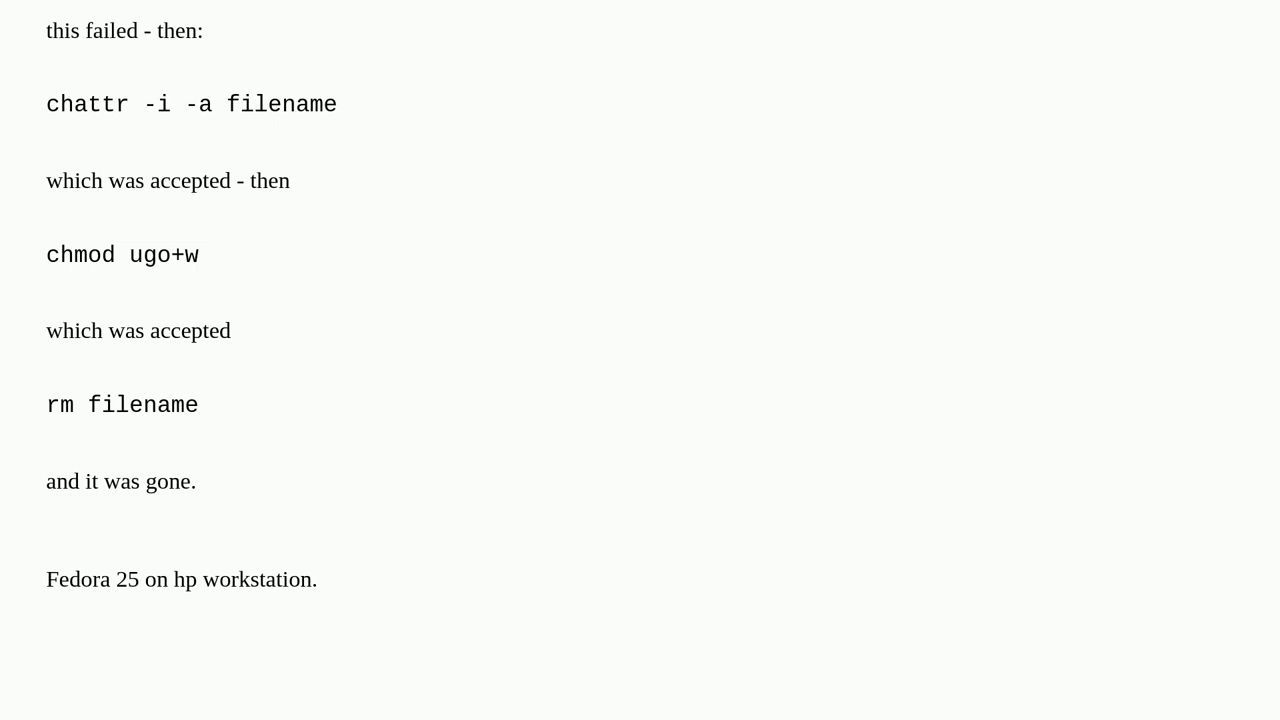 this failed - then:
chattr -i -a filename
which was accepted - then
chmod ugo+w
which was accepted
rm filename
and it was gone.
Fedora 25 on hp workstation.